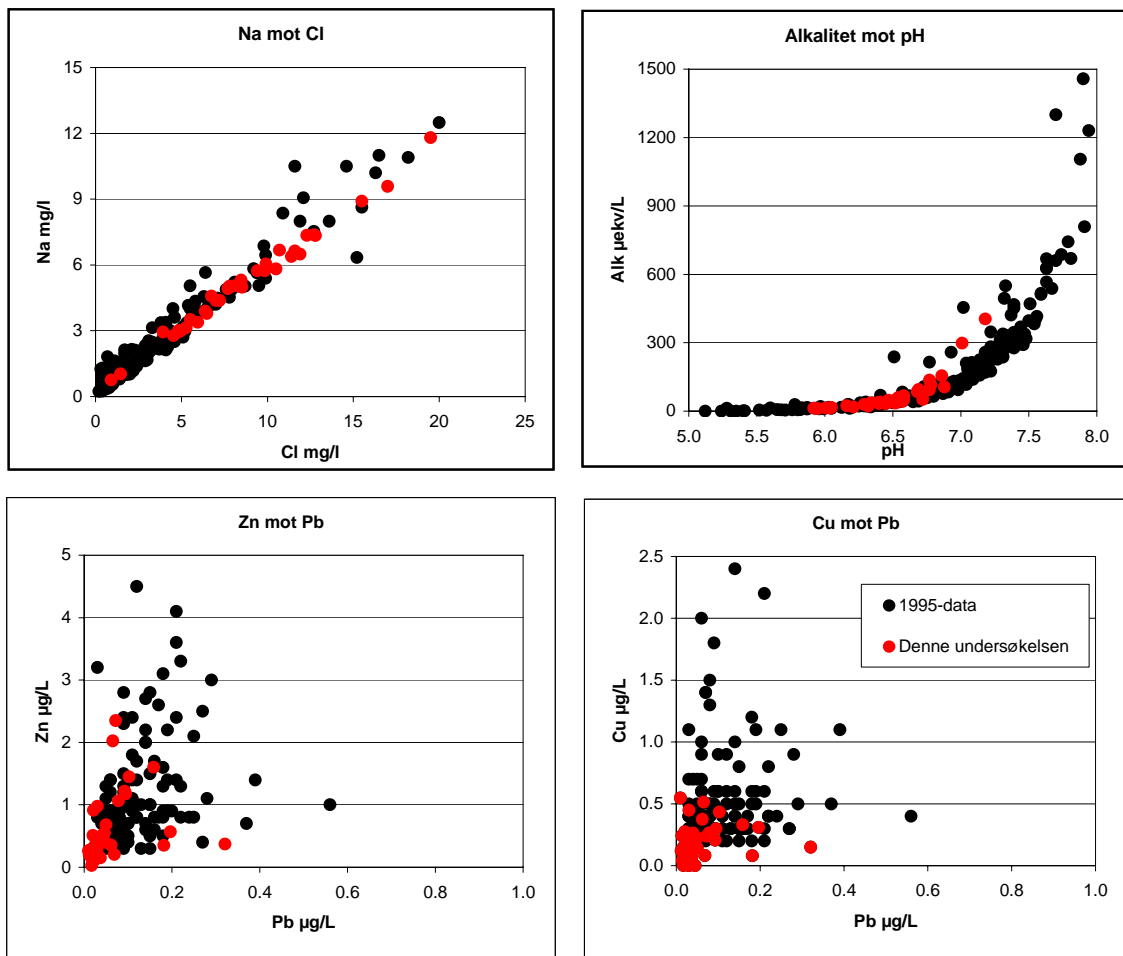 Na mot Cl
15
12
9
6
3
0
Na mg/l
0 5 10 15 20 25
Cl mg/l
Alkalitet mot pH
1500
1200
900
600
300
0
Alk µekv/L
5.0 5.5 6.0 6.5 7.0 7.5 8.0
pH
Zn mot Pb
5
4
3
2
1
0
Zn µg/L
0.0 0.2 0.4 0.6 0.8 1.0
Pb µg/L
Cu mot Pb
2.5
2.0
1.5
1.0
0.5
0.0
Cu µg/L
1995-data
Denne undersøkelsen
0.0 0.2 0.4 0.6 0.8 1.0
Pb µg/L